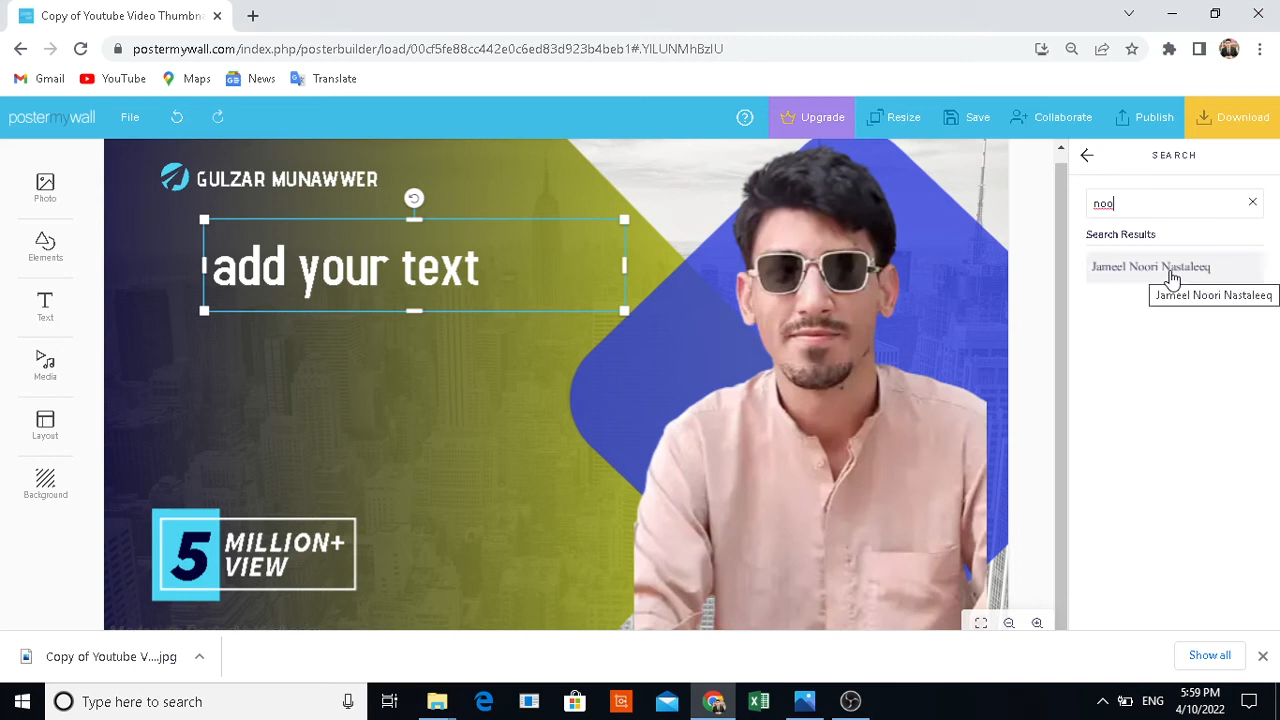 Copy of Youtube Video Thumbna
postermywall.com/index.php/posterbuilder/load/00cf5fe88cc442e0c6ed83d923b4beb1#.YlLUNMhBzIU
Gmail YouTube Maps News Translate
postermywall File Upgrade Resize Save Collaborate Publish Download
SEARCH
noo
Search Results
Jameel Noori Nastaleeq
Jameel Noori Nastaleeq
Photo
Elements
Text
Media
Layout
Background
GULZAR MUNAWWER
add your text
5 MILLION+
VIEW
Copy of Youtube V....jpg
Show all
Type here to search
ENG
5:59 PM
4/10/2022